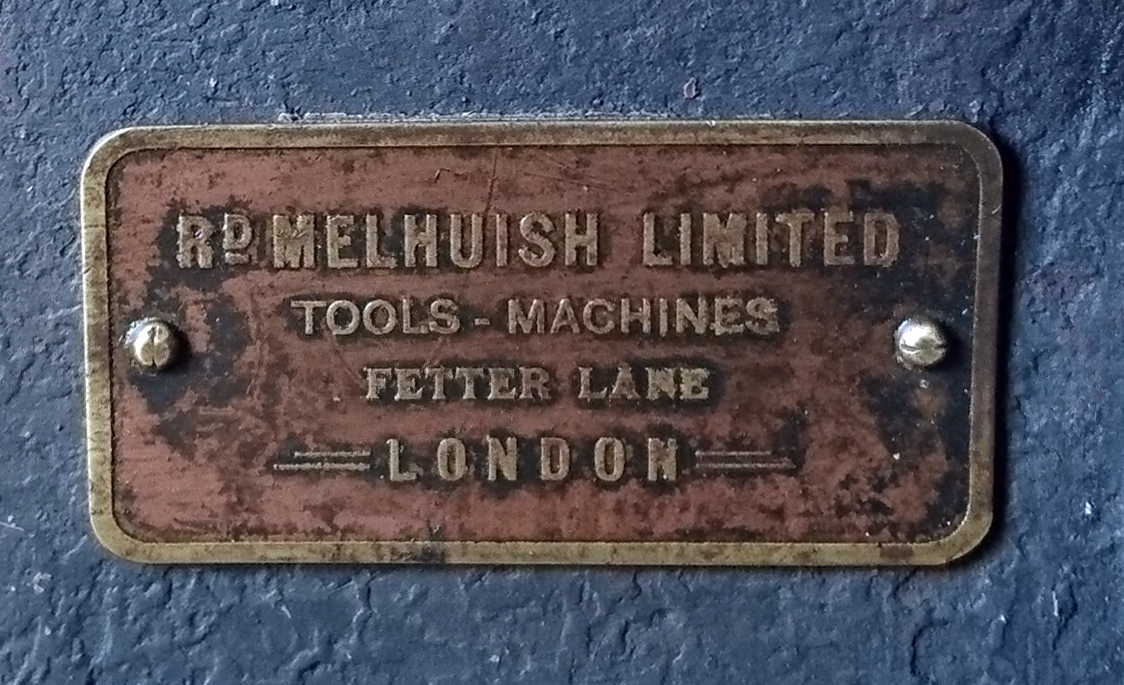 RD MELHUISH LIMITED
TOOLS - MACHINES
FETTER LANE
LONDON